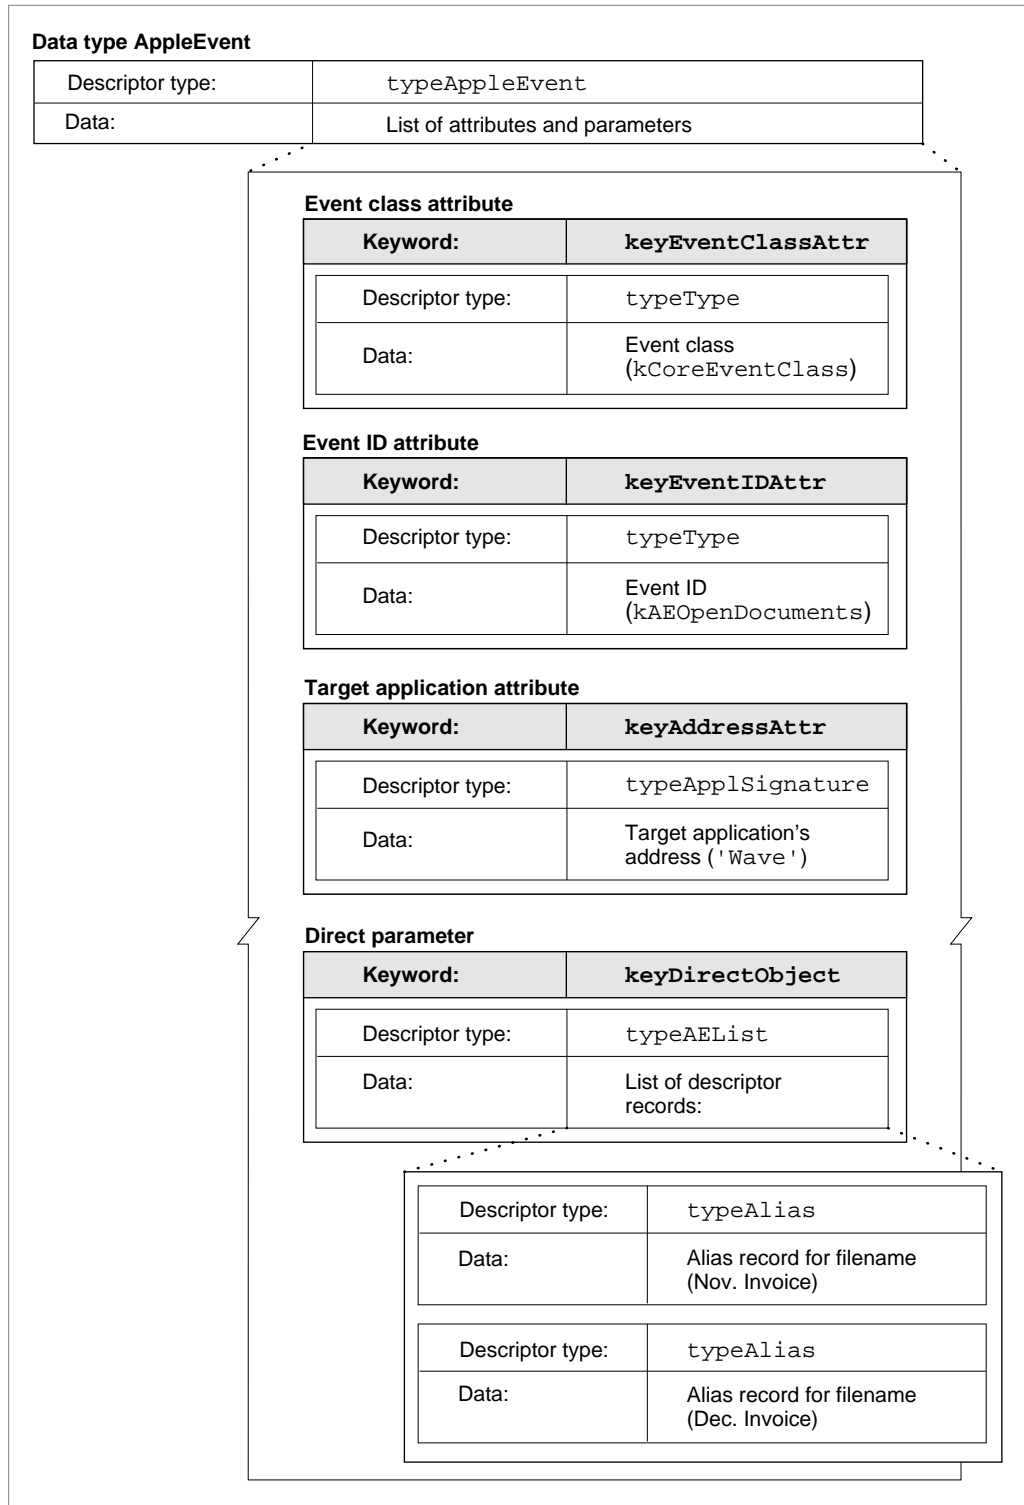 Data type AppleEvent
Descriptor type: typeAppleEvent
Data: List of attributes and parameters
Event class attribute
Keyword: keyEventClassAttr
Descriptor type: typeType
Data: Event class
(kCoreEventClass)
Event ID attribute
Keyword: keyEventIDAttr
Descriptor type: typeType
Data: Event ID
(kAEOpenDocuments)
Target application attribute
Keyword: keyAddressAttr
Descriptor type: typeApplSignature
Data: Target application’s
address ('Wave')
Direct parameter
Keyword: keyDirectObject
Descriptor type: typeAEList
Data: List of descriptor
records:
Descriptor type: typeAlias
Data: Alias record for filename
(Nov. Invoice)
Descriptor type: typeAlias
Data: Alias record for filename
(Dec. Invoice)